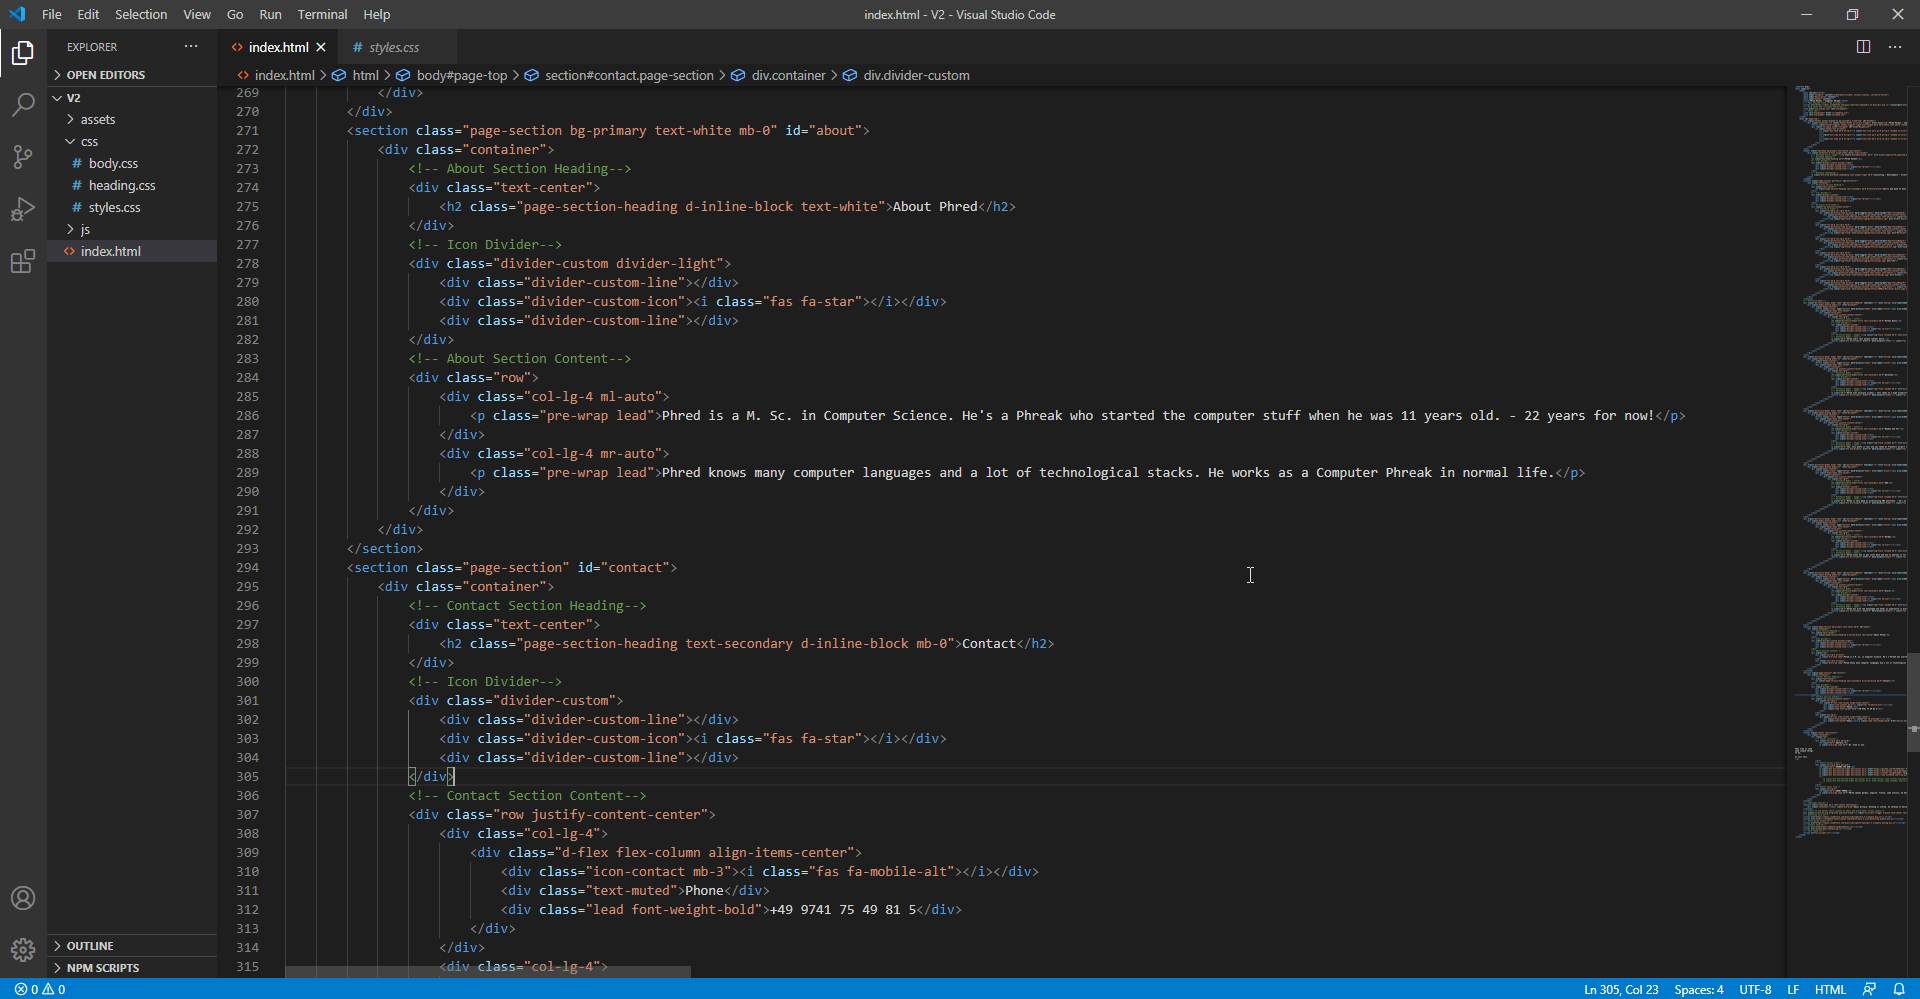 File Edit Selection View Go Run Terminal Help
index.html - V2 - Visual Studio Code
EXPLORER ···
OPEN EDITORS
V2
assets
css
# body.css
# heading.css
# styles.css
js
<> index.html
OUTLINE
NPM SCRIPTS
<> index.html # styles.css
<> index.html > html > body#page-top > section#contact.page-section > div.container > div.divider-custom
269 </div>
270 </div>
271 <section class="page-section bg-primary text-white mb-0" id="about">
272 <div class="container">
273 <!-- About Section Heading-->
274 <div class="text-center">
275 <h2 class="page-section-heading d-inline-block text-white">About Phred</h2>
276 </div>
277 <!-- Icon Divider-->
278 <div class="divider-custom divider-light">
279 <div class="divider-custom-line"></div>
280 <div class="divider-custom-icon"><i class="fas fa-star"></i></div>
281 <div class="divider-custom-line"></div>
282 </div>
283 <!-- About Section Content-->
284 <div class="row">
285 <div class="col-lg-4 ml-auto">
286 <p class="pre-wrap lead">Phred is a M. Sc. in Computer Science. He's a Phreak who started the computer stuff when he was 11 years old. - 22 years for now!</p>
287 </div>
288 <div class="col-lg-4 mr-auto">
289 <p class="pre-wrap lead">Phred knows many computer languages and a lot of technological stacks. He works as a Computer Phreak in normal life.</p>
290 </div>
291 </div>
292 </div>
293 </section>
294 <section class="page-section" id="contact">
295 <div class="container">
296 <!-- Contact Section Heading-->
297 <div class="text-center">
298 <h2 class="page-section-heading text-secondary d-inline-block mb-0">Contact</h2>
299 </div>
300 <!-- Icon Divider-->
301 <div class="divider-custom">
302 <div class="divider-custom-line"></div>
303 <div class="divider-custom-icon"><i class="fas fa-star"></i></div>
304 <div class="divider-custom-line"></div>
305 </div>
306 <!-- Contact Section Content-->
307 <div class="row justify-content-center">
308 <div class="col-lg-4">
309 <div class="d-flex flex-column align-items-center">
310 <div class="icon-contact mb-3"><i class="fas fa-mobile-alt"></i></div>
311 <div class="text-muted">Phone</div>
312 <div class="lead font-weight-bold">+49 9741 75 49 81 5</div>
313 </div>
314 </div>
315 <div class="col-lg-4">
0 0
Ln 305, Col 23 Spaces: 4 UTF-8 LF HTML